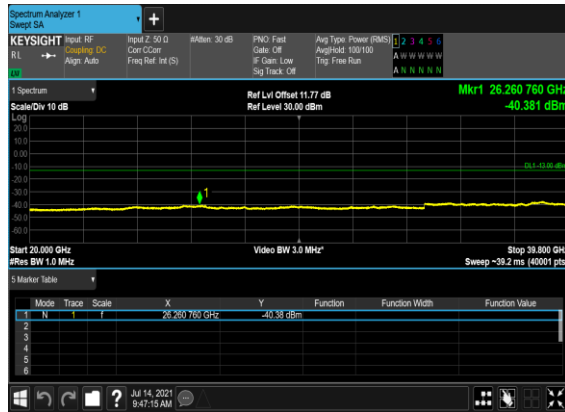 Spectrum Analyzer 1
Swept SA
+
KEYSIGHT Input: RF Input Z: 50 Ω #Atten: 30 dB PNO: Fast Avg Type: Power (RMS) 1 2 3 4 5 6
RL Coupling: DC Corr CCorr Gate: Off Avg|Hold: 100/100 A W W W W W
Align: Auto Freq Ref: Int (S) IF Gain: Low Trig: Free Run
Sig Track: Off A N N N N N
LU
1 Spectrum Ref Lvl Offset 11.77 dB Mkr1 26.260 760 GHz
Scale/Div 10 dB Ref Level 30.00 dBm -40.381 dBm
Log
20.0
10.0
0.00
-10.0 DL1 -13.00 dBm
-20.0
-30.0
1
-40.0
-50.0
-60.0
Start 20.000 GHz Video BW 3.0 MHz* Stop 39.800 GHz
#Res BW 1.0 MHz Sweep ~39.2 ms (40001 pts)
5 Marker Table
Mode Trace Scale X Y Function Function Width Function Value
1 N 1 f 26.260 760 GHz -40.38 dBm
2
3
4
5
6
? Jul 14, 2021
9:47:15 AM